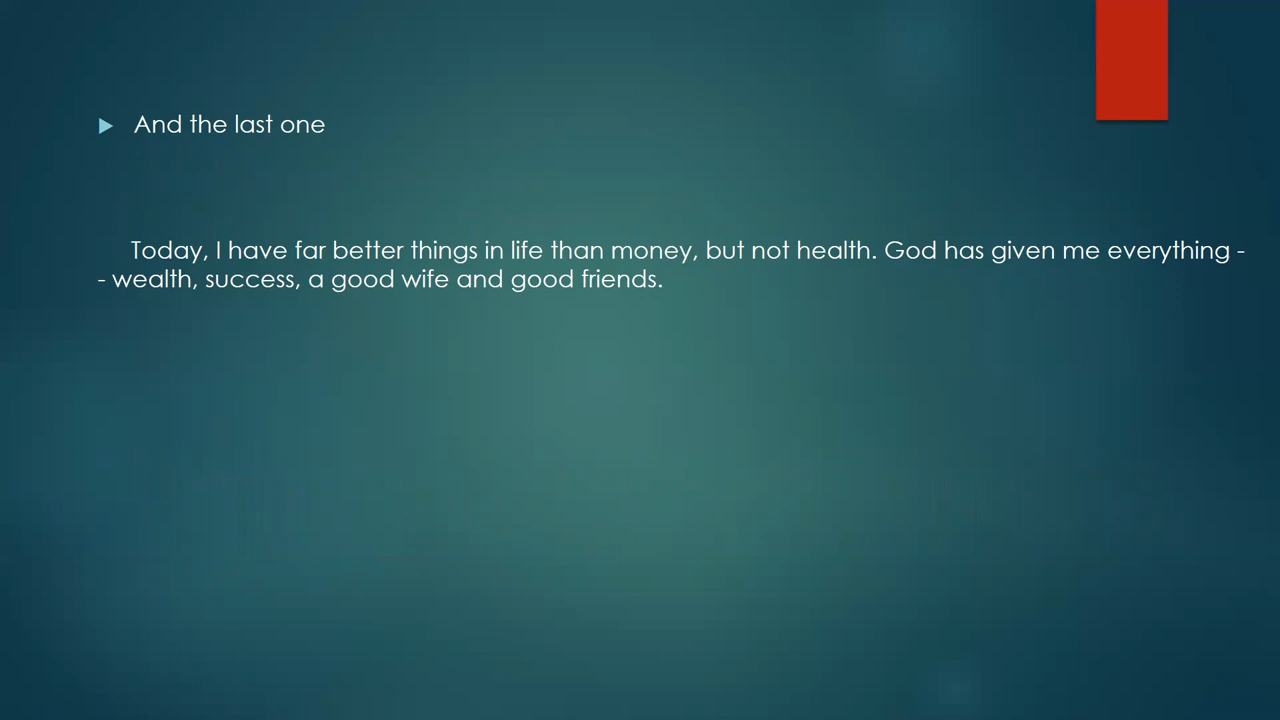 And the last one
Today, I have far better things in life than money, but not health. God has given me everything -
- wealth, success, a good wife and good friends.